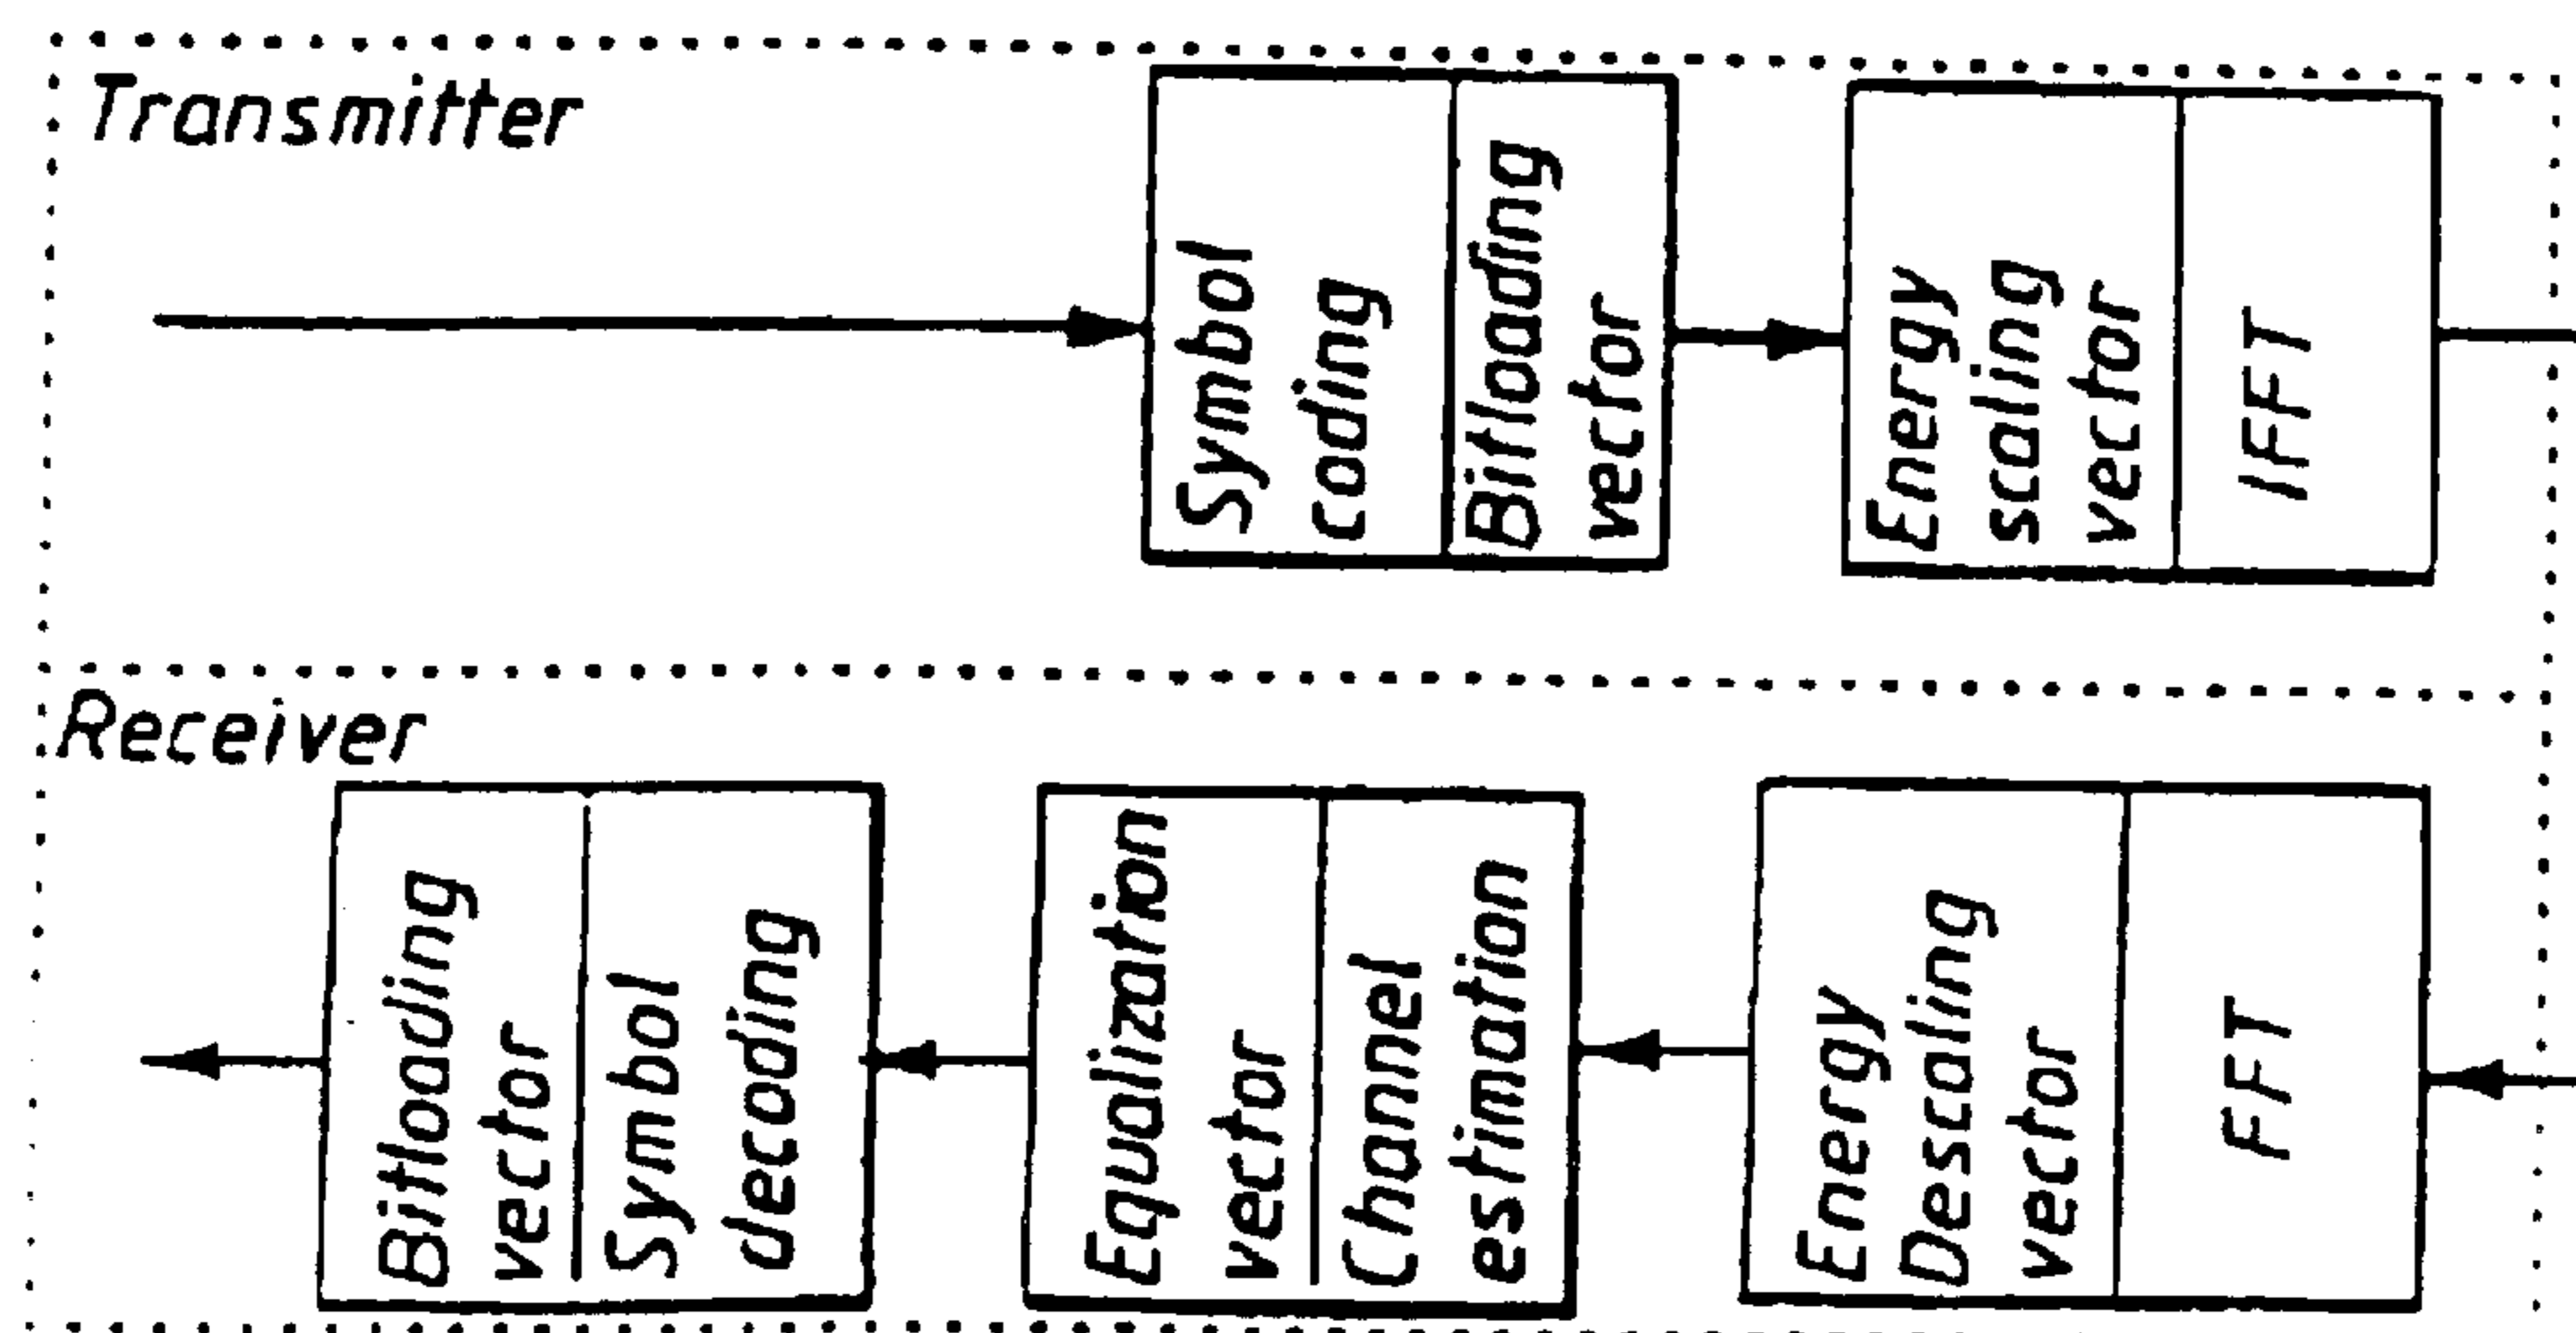 Transmitter
Symbol
coding
Bitloading
vector
Energy
scaling
vector
IFFT
Receiver
Bitloading
vector
Symbol
decoding
Equalization
vector
Channel
estimation
Energy
Descaling
vector
FFT